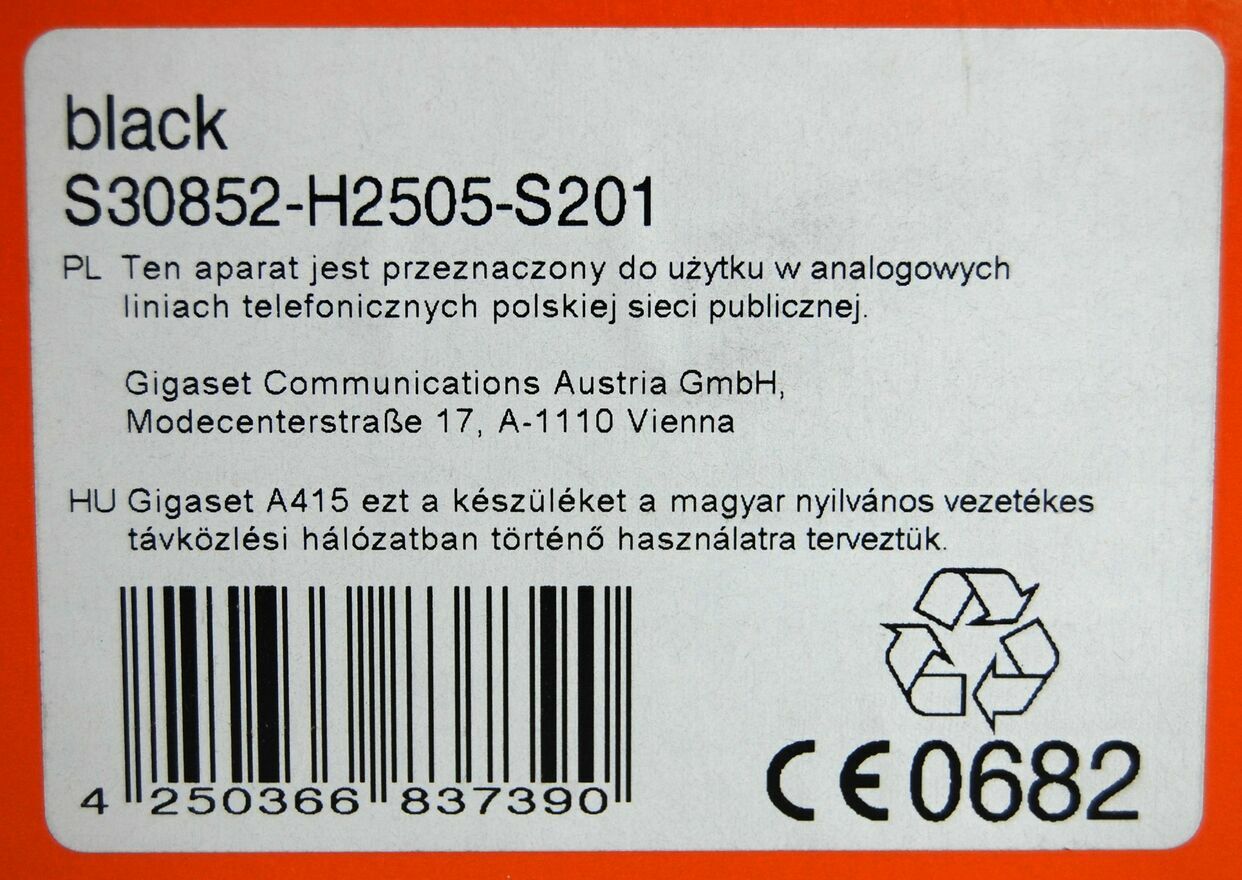 black
S30852-H2505-S201
PL Ten aparat jest przeznaczony do użytku w analogowych
liniach telefonicznych polskiej sieci publicznej.
Gigaset Communications Austria GmbH,
Modecenterstraße 17, A-1110 Vienna
HU Gigaset A415 ezt a készüléket a magyar nyilvános vezetékes
távközlési hálózatban történő használatra terveztük.
4 250366 837390
CE0682